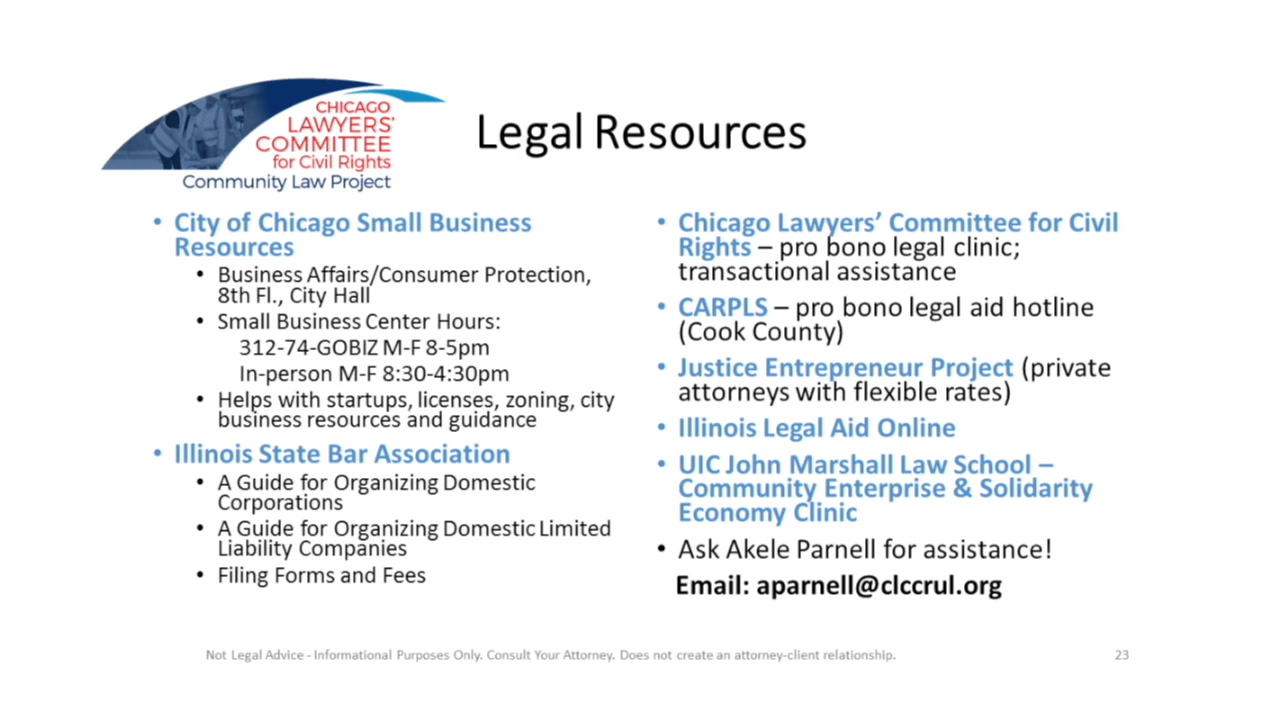 CHICAGO
LAWYERS'
COMMITTEE
for Civil Rights
Community Law Project
Legal Resources
• City of Chicago Small Business
Resources
• Business Affairs/Consumer Protection,
8th Fl., City Hall
• Small Business Center Hours:
312-74-GOBIZ M-F 8-5pm
In-person M-F 8:30-4:30pm
• Helps with startups, licenses, zoning, city
business resources and guidance
• Illinois State Bar Association
• A Guide for Organizing Domestic
Corporations
• A Guide for Organizing Domestic Limited
Liability Companies
• Filing Forms and Fees
• Chicago Lawyers’ Committee for Civil
Rights – pro bono legal clinic;
transactional assistance
• CARPLS – pro bono legal aid hotline
(Cook County)
• Justice Entrepreneur Project (private
attorneys with flexible rates)
• Illinois Legal Aid Online
• UIC John Marshall Law School –
Community Enterprise & Solidarity
Economy Clinic
• Ask Akele Parnell for assistance!
Email: aparnell@clccrul.org
Not Legal Advice - Informational Purposes Only. Consult Your Attorney. Does not create an attorney-client relationship.
23